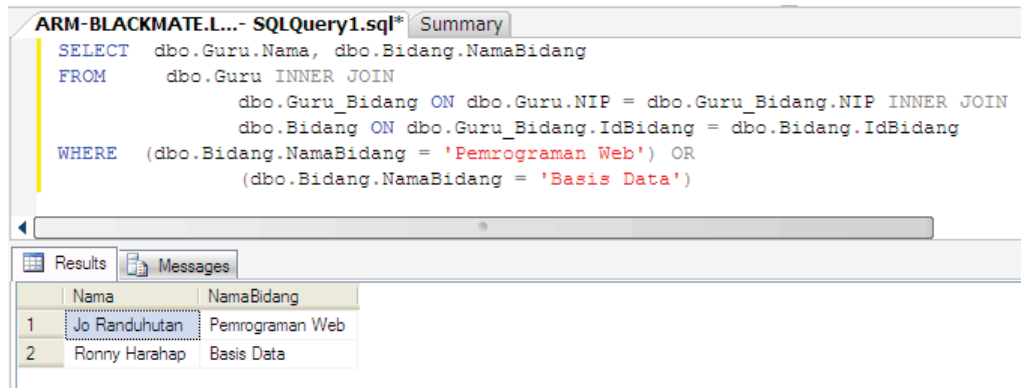 ARM-BLACKMATE.L...- SQLQuery1.sql* Summary
SELECT dbo.Guru.Nama, dbo.Bidang.NamaBidang
FROM dbo.Guru INNER JOIN
dbo.Guru_Bidang ON dbo.Guru.NIP = dbo.Guru_Bidang.NIP INNER JOIN
dbo.Bidang ON dbo.Guru_Bidang.IdBidang = dbo.Bidang.IdBidang
WHERE (dbo.Bidang.NamaBidang = 'Pemrograman Web') OR
(dbo.Bidang.NamaBidang = 'Basis Data')
Results Messages
Nama NamaBidang
1 Jo Randuhutan Pemrograman Web
2 Ronny Harahap Basis Data